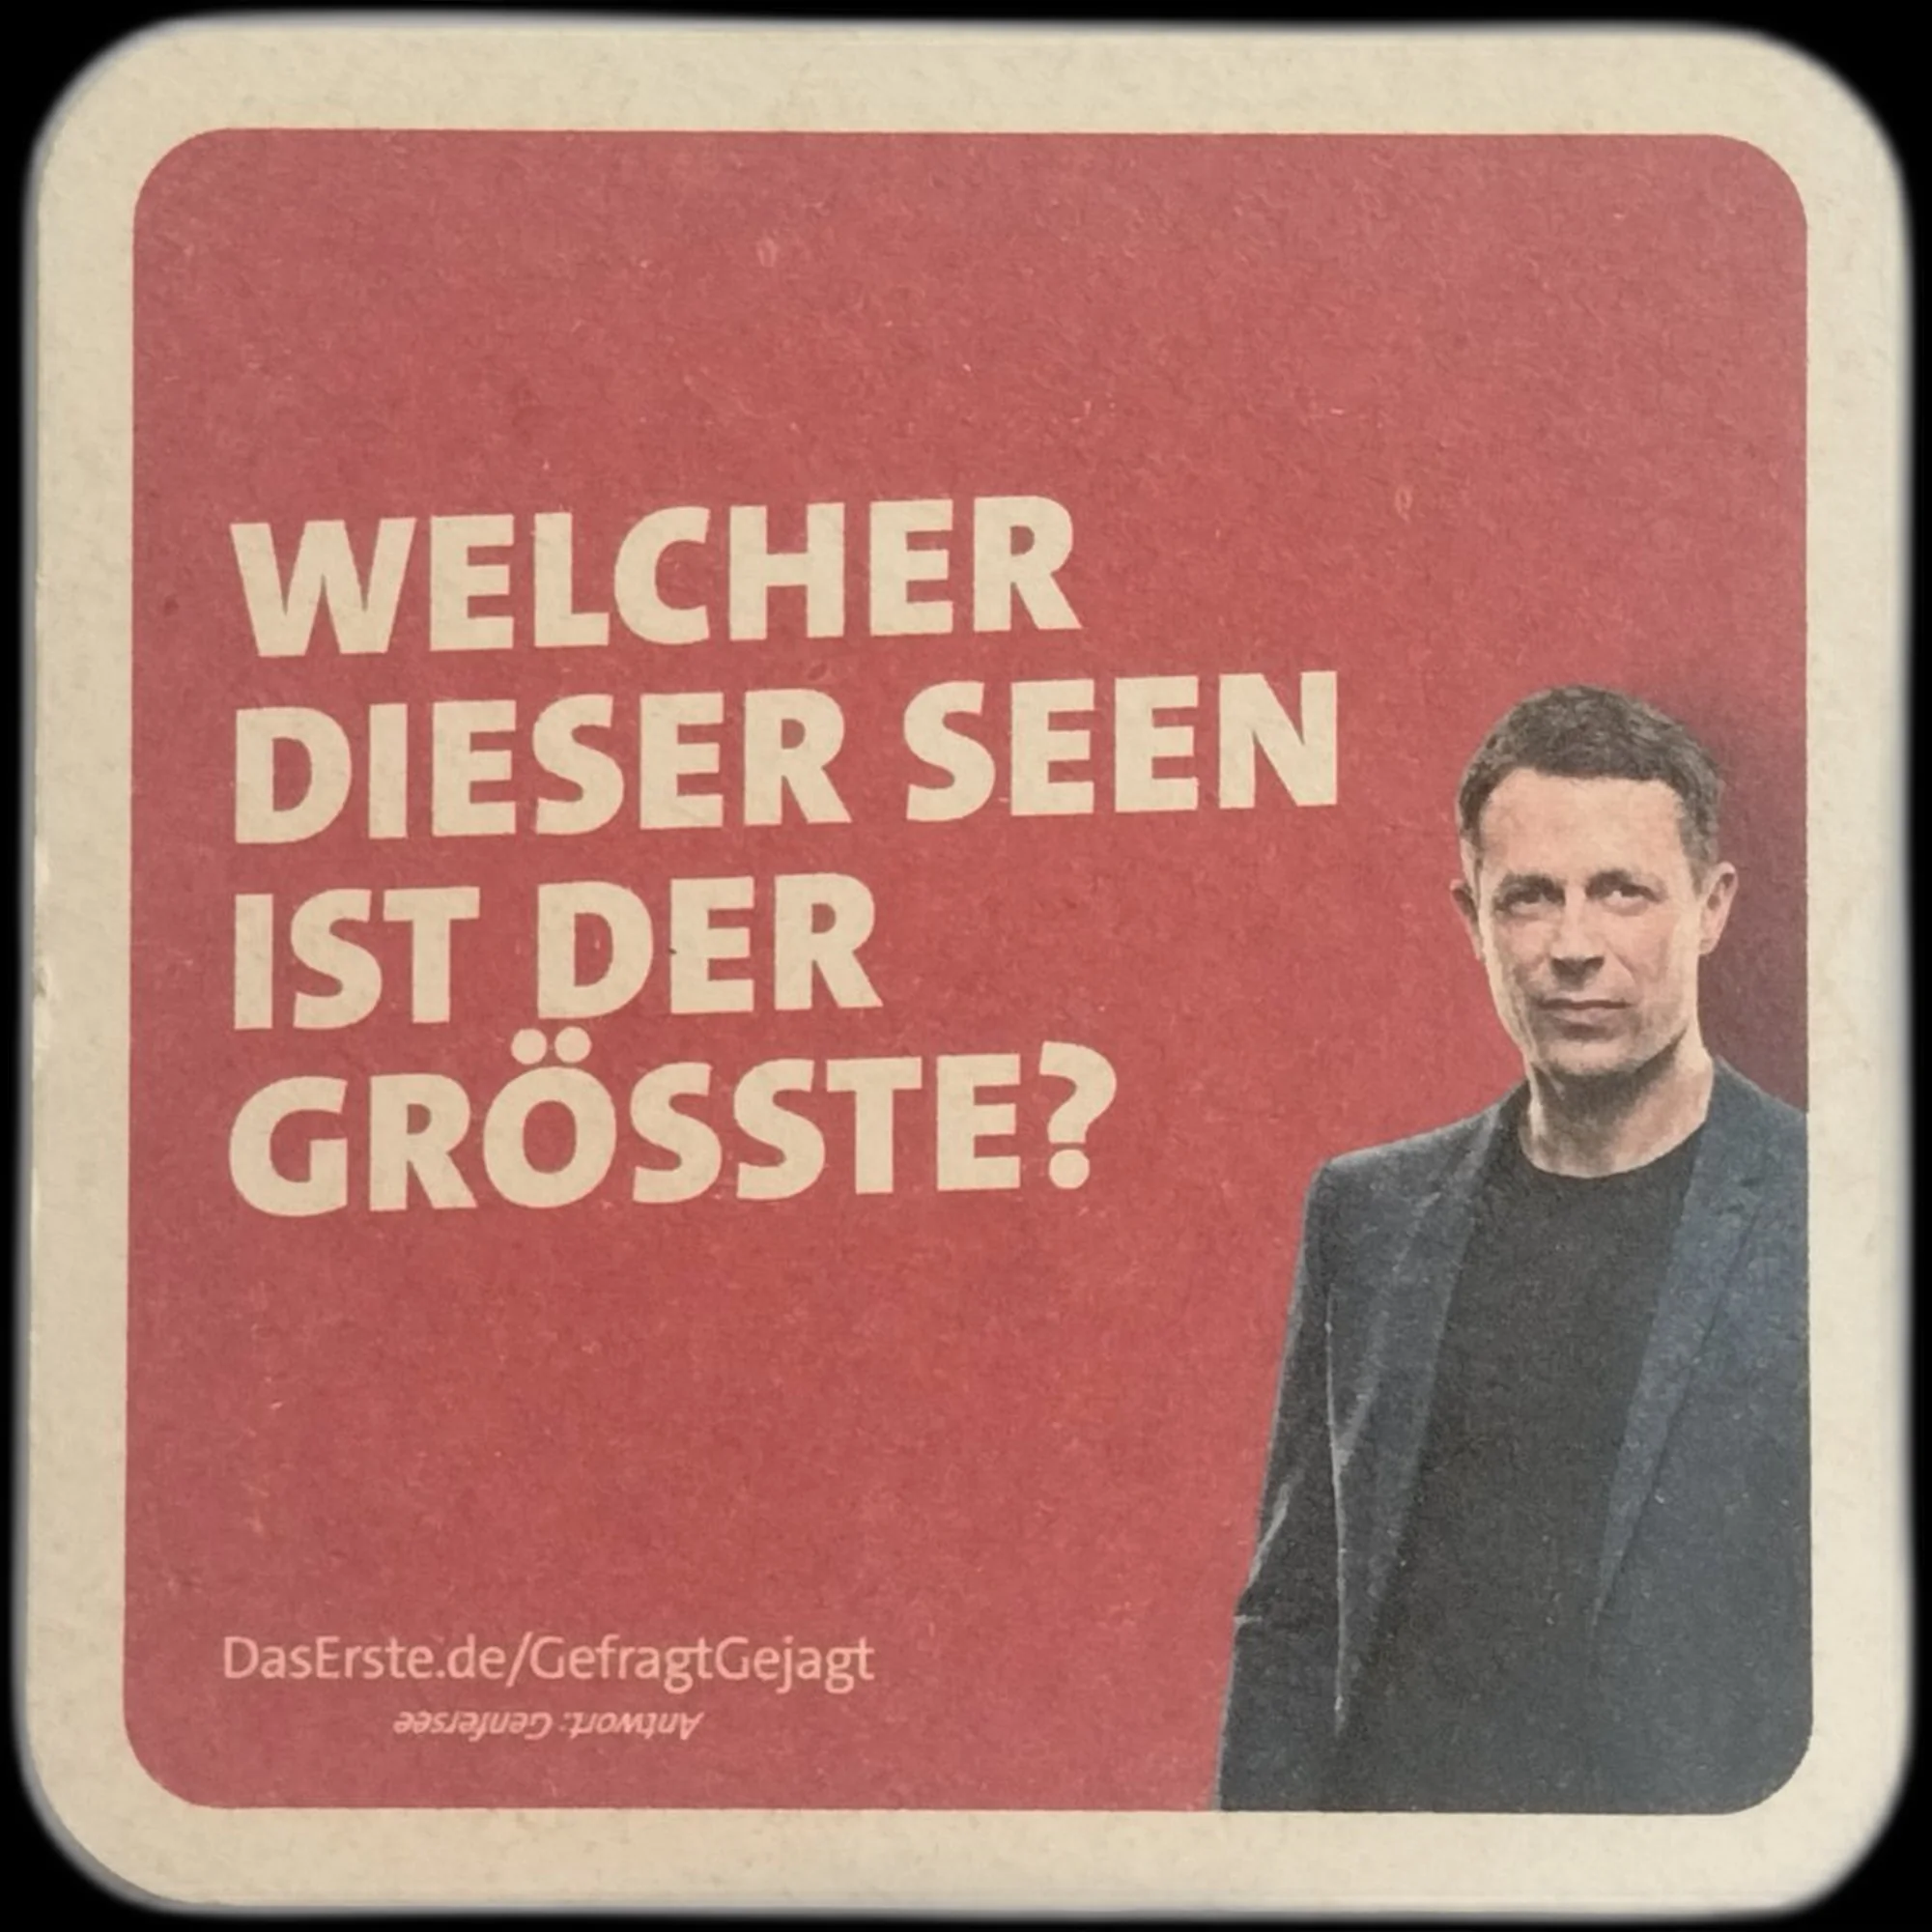 WELCHER
DIESER SEEN
IST DER
GRÖSSTE?
DasErste.de/GefragtGejagt
Antwort: Genfersee